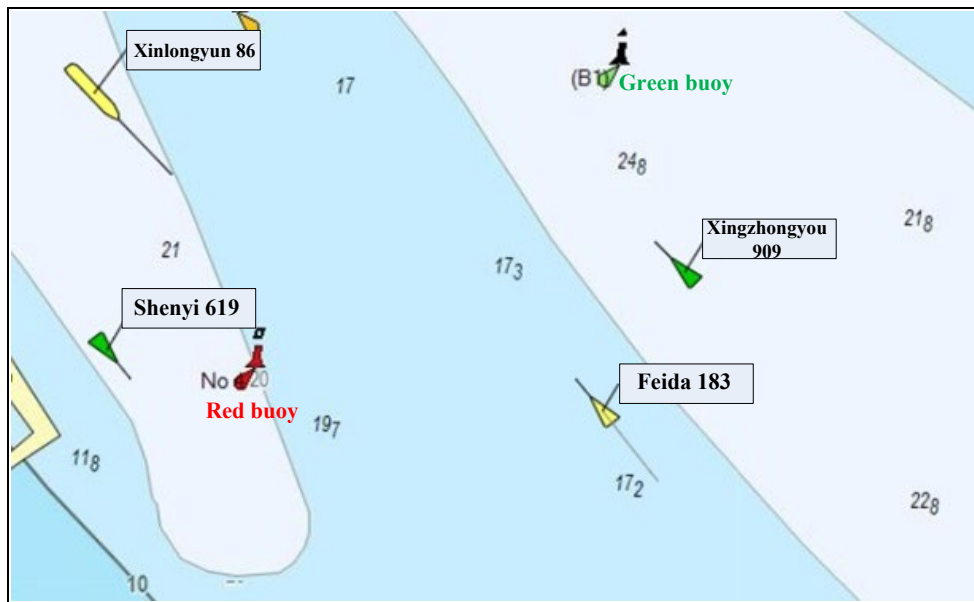 Xinlongyun 86
17
(B1)
Green buoy
24₈
21₈
Xingzhongyou
909
21
17₃
Shenyi 619
No
20
Red buoy
Feida 183
19₇
11₈
17₂
22₈
10